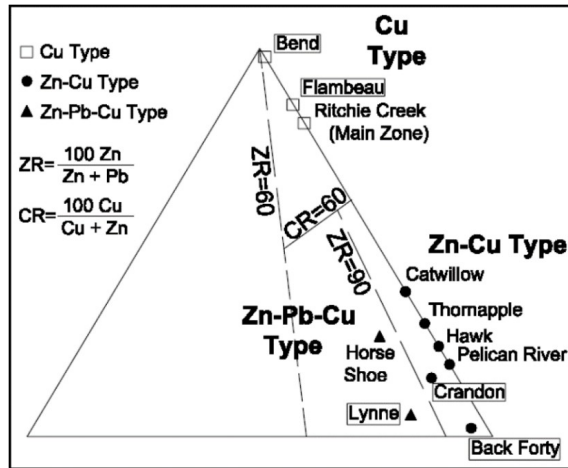 Bend
Cu
Type
Cu Type
Zn-Cu Type
Zn-Pb-Cu Type
Flambeau
Ritchie Creek
(Main Zone)
ZR= 100 Zn
Zn + Pb
CR= 100 Cu
Cu + Zn
ZR=60
CR=60
ZR=90
Zn-Cu Type
Catwillow
Thornapple
Zn-Pb-Cu
Type
Hawk
Pelican River
Horse
Shoe
Crandon
Lynne
Back Forty